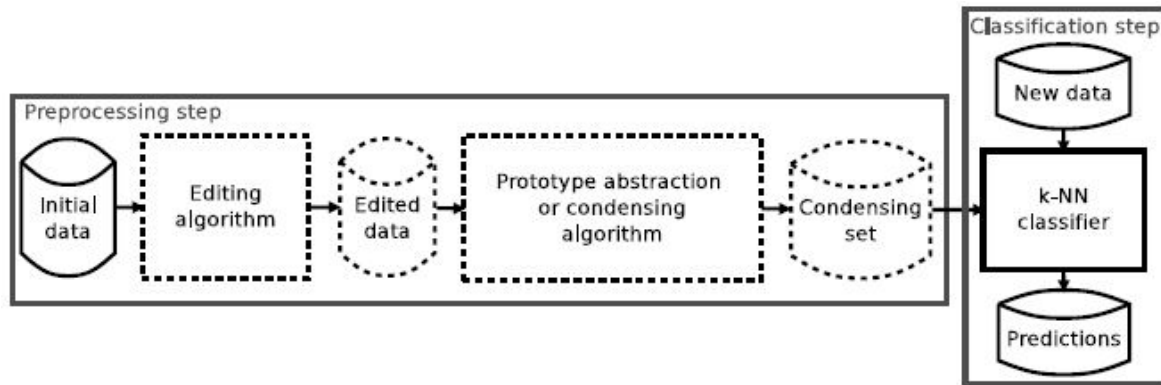 Classification step
New data
Preprocessing step
Initial
data
Editing
algorithm
Edited
data
Prototype abstraction
or condensing
algorithm
Condensing
set
k-NN
classifier
Predictions